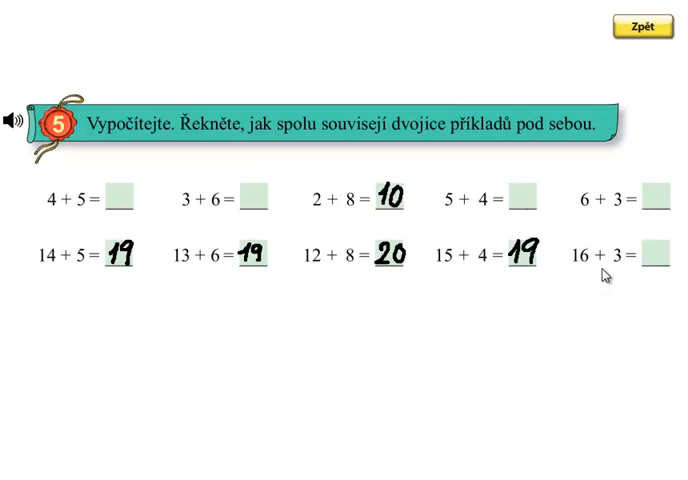 Zpět
5 Vypočítejte. Řekněte, jak spolu souvisejí dvojice příkladů pod sebou.
4 + 5 = 3 + 6 = 2 + 8 = 10 5 + 4 = 6 + 3 =
14 + 5 = 19 13 + 6 = 19 12 + 8 = 20 15 + 4 = 19 16 + 3 =